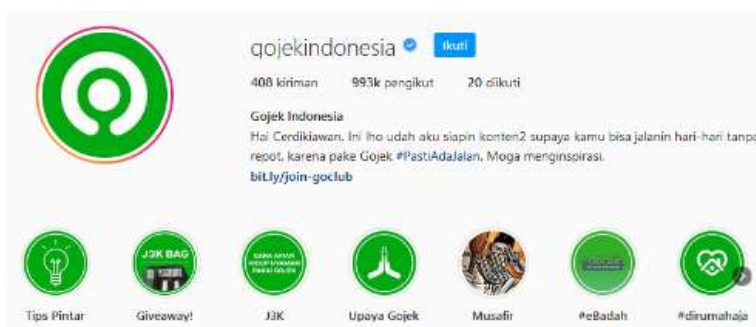 gojekindonesia Ikuti
408 kiriman 993k pengikut 20 diikuti
Gojek Indonesia
Hai Cerdikiawan. Ini lho udah aku siapin konten2 supaya kamu bisa jalanin hari-hari tanpa
repot, karena pake Gojek #PastiAdaJalan. Moga menginspirasi.
bit.ly/join-goclub
J3K BAG
Tips Pintar Giveaway! J3K Upaya Gojek Musafir #eBadah #dirumahaja